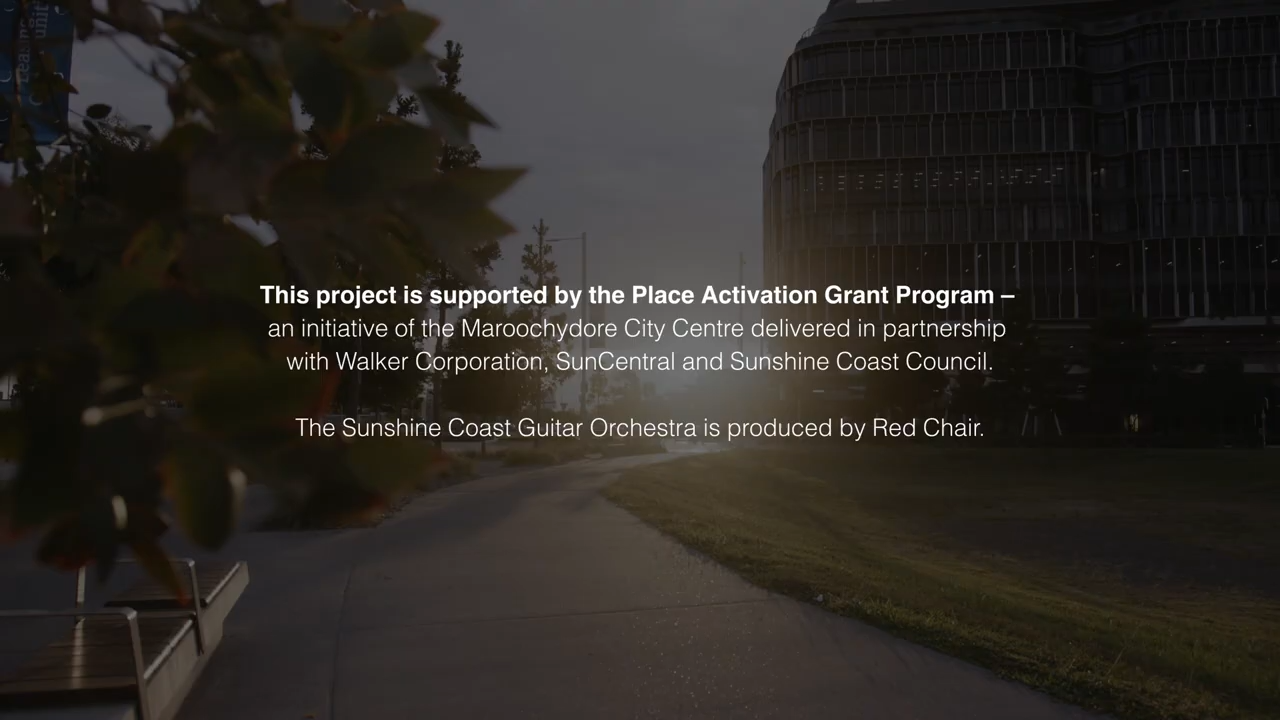 Leasing
This project is supported by the Place Activation Grant Program –
an initiative of the Maroochydore City Centre delivered in partnership
with Walker Corporation, SunCentral and Sunshine Coast Council.
The Sunshine Coast Guitar Orchestra is produced by Red Chair.